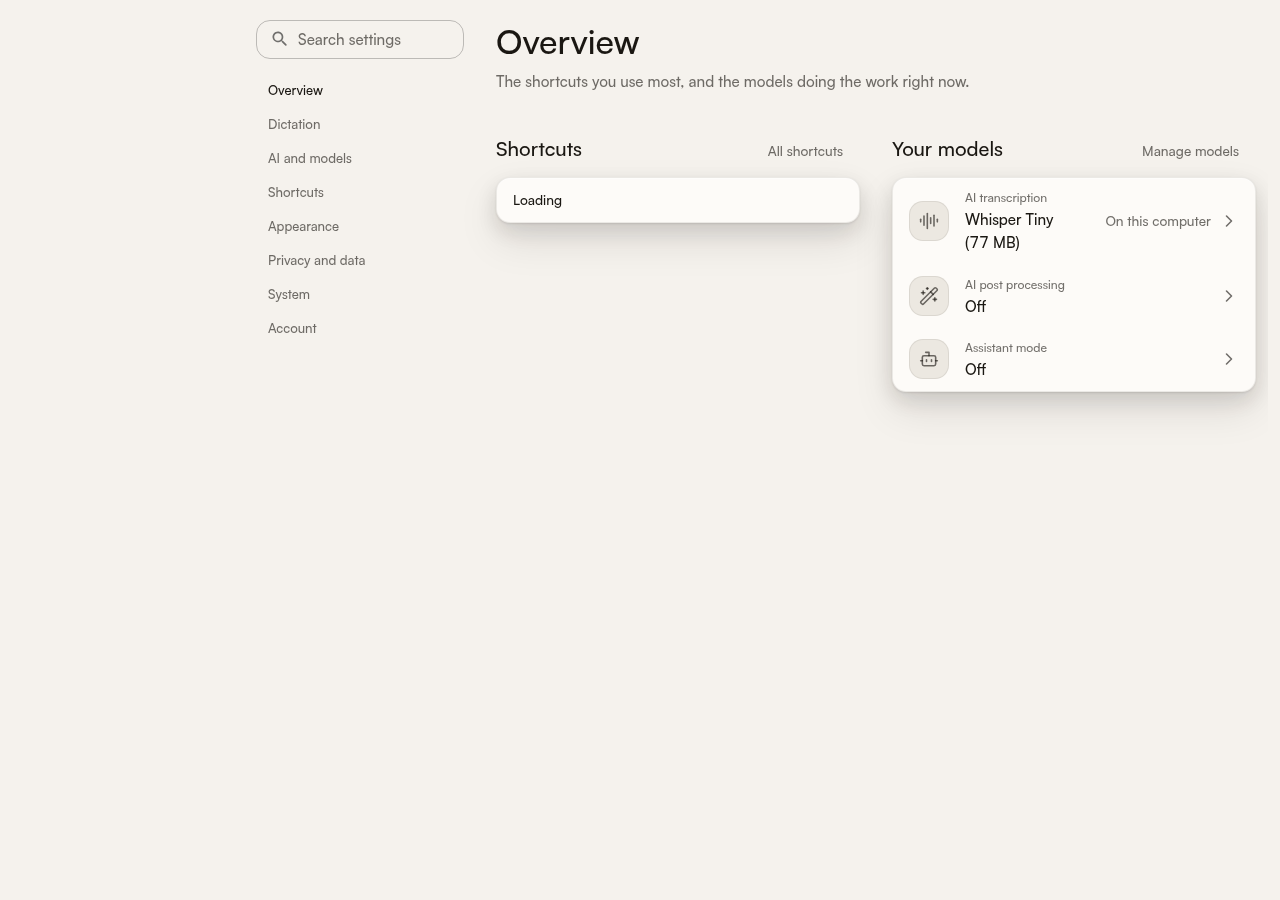 Search settings
Overview
Dictation
AI and models
Shortcuts
Appearance
Privacy and data
System
Account
Overview
The shortcuts you use most, and the models doing the work right now.
Shortcuts
All shortcuts
Loading
Your models
Manage models
AI transcription
Whisper Tiny
(77 MB)
On this computer
AI post processing
Off
Assistant mode
Off